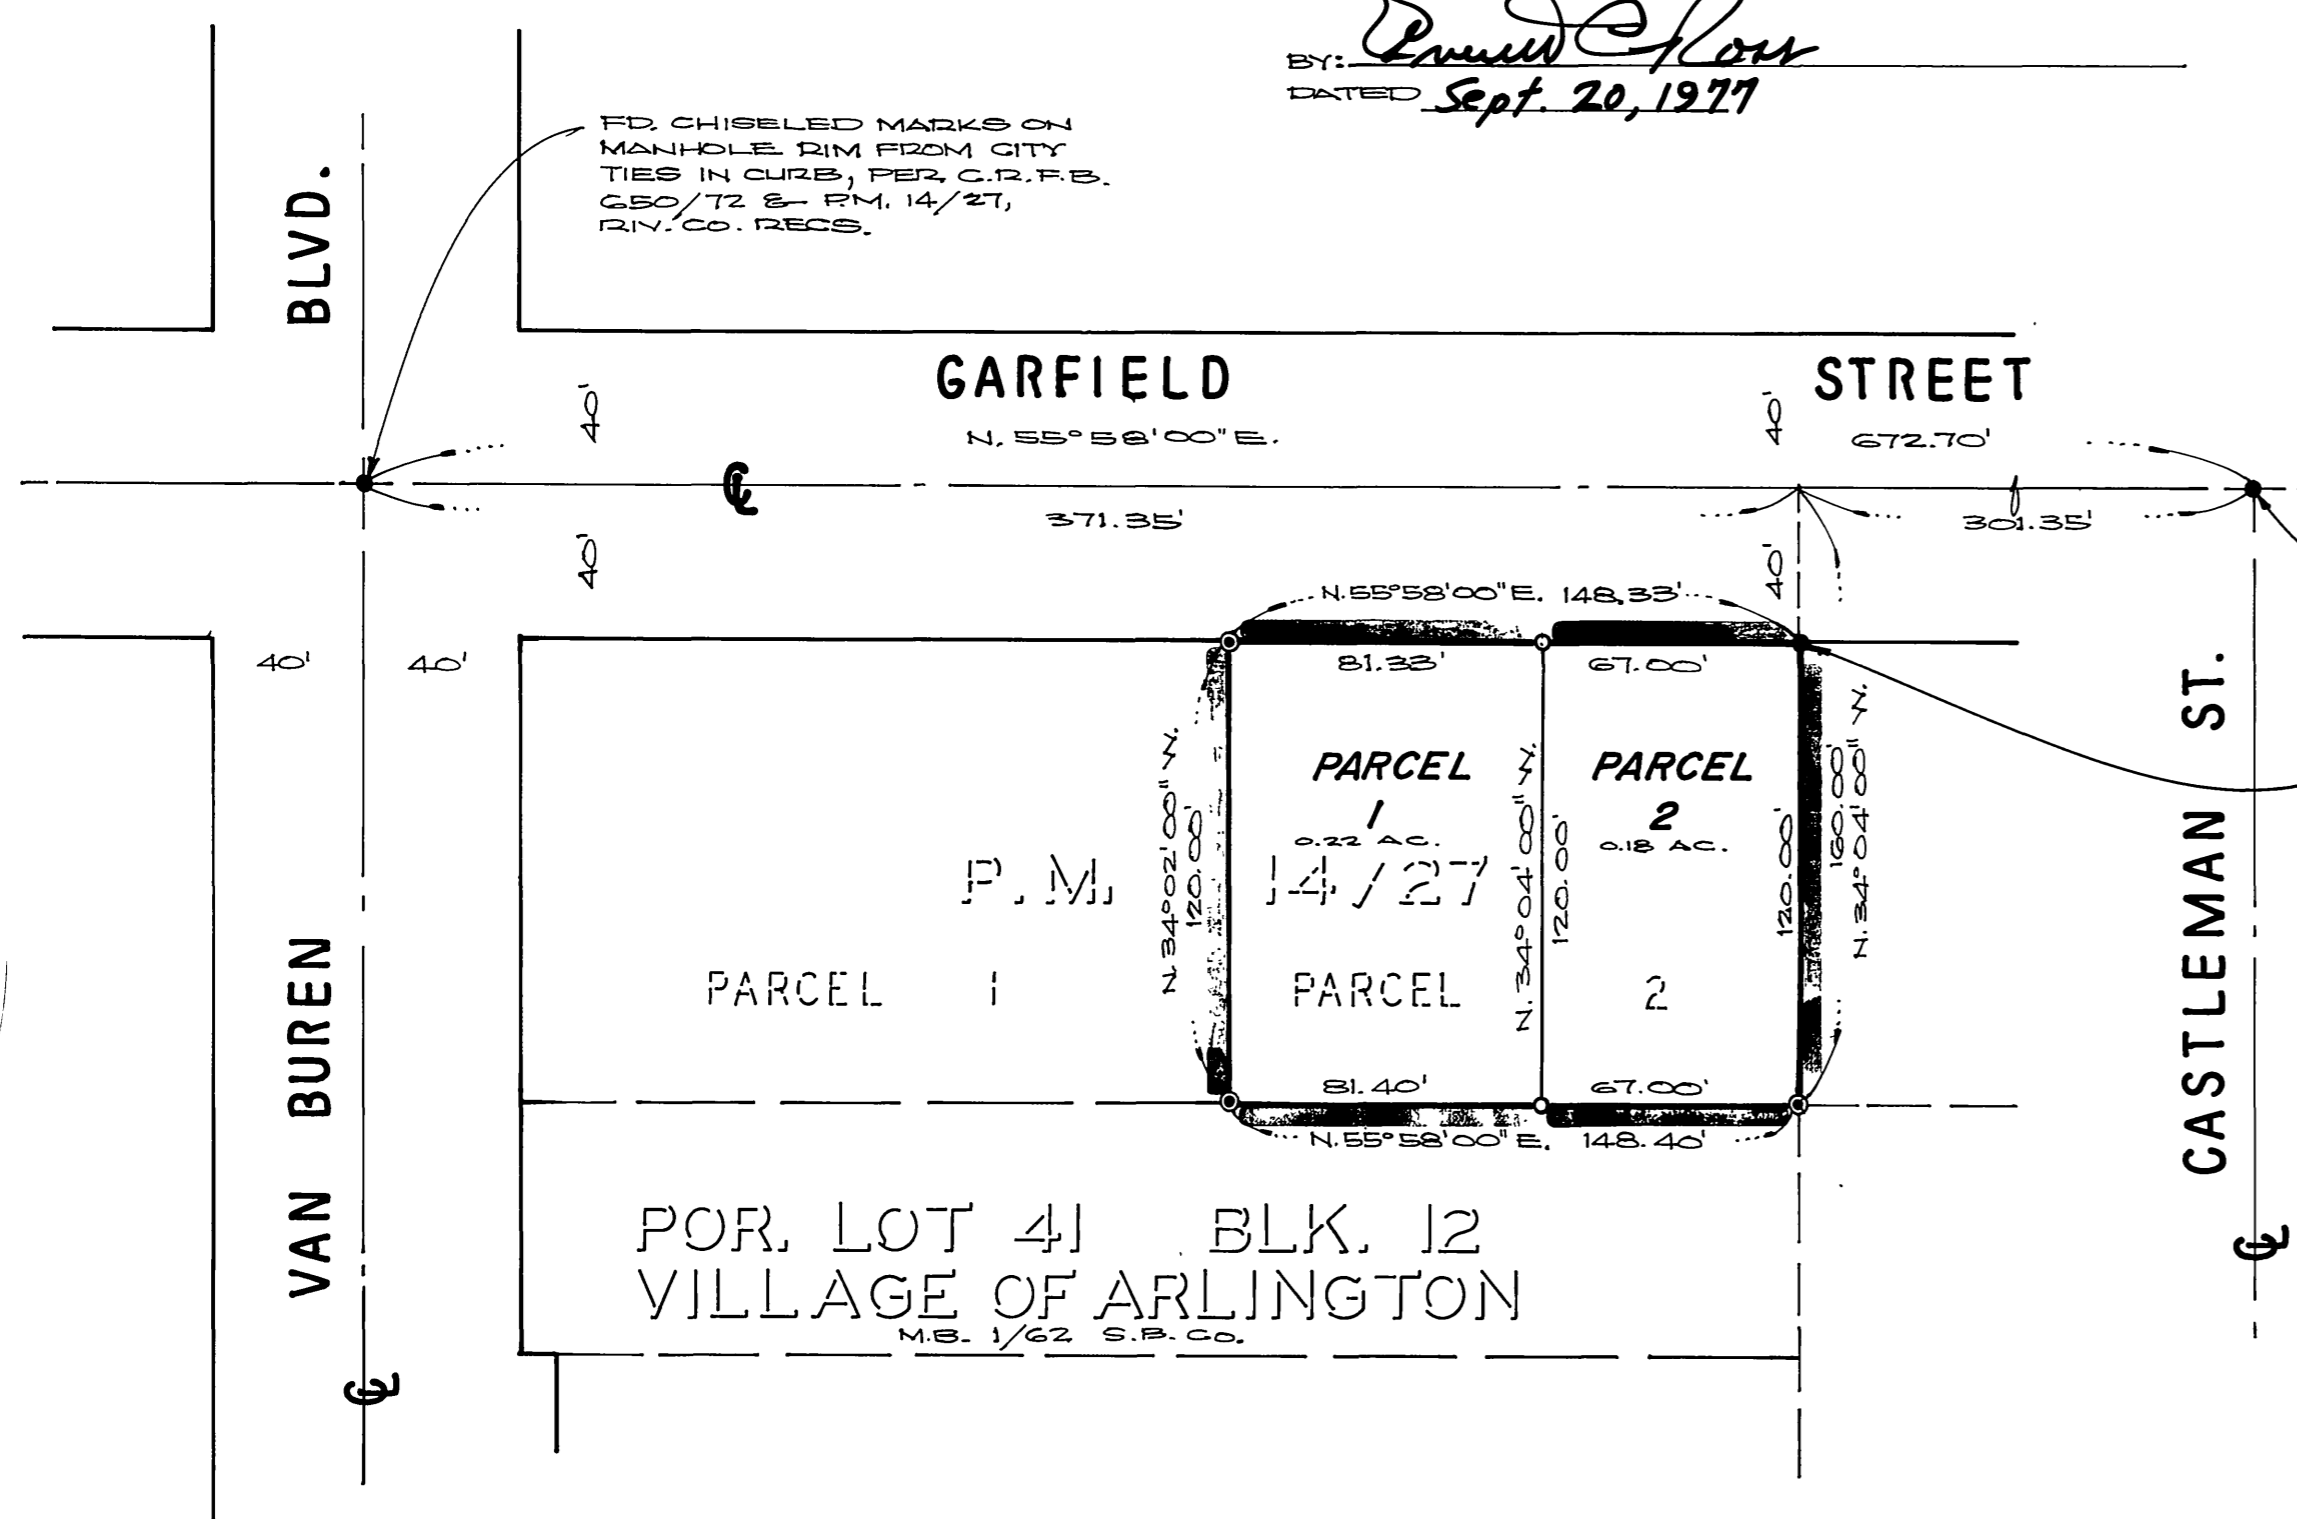 BY: Everett C Ross
DATED Sept. 20, 1977
FD. CHISELED MARKS ON
MANHOLE RIM FROM CITY
TIES IN CURB, PER C.R.F.B.
650/72 & P.M. 14/27,
RIV. CO. RECS.
BLVD.
GARFIELD STREET
N. 55°58'00"E.
672.70'
40'
40'
℄
371.35'
301.35'
40'
40'
N. 55°58'00"E. 148.33'
40' 40'
81.33'
67.00'
N. 34°02'00" W.
120.00'
PARCEL
1
0.22 AC.
N. 34°04'00" W.
120.00'
PARCEL
2
0.18 AC.
120.00'
160.00'
N. 34°04'00" W.
P.M. 14/27
PARCEL 1
PARCEL 2
81.40'
67.00'
N. 55°58'00"E. 148.40'
VAN BUREN
CASTLEMAN ST.
POR. LOT 41 BLK. 12
VILLAGE OF ARLINGTON
M.B. 1/62 S.B. CO.
℄
℄